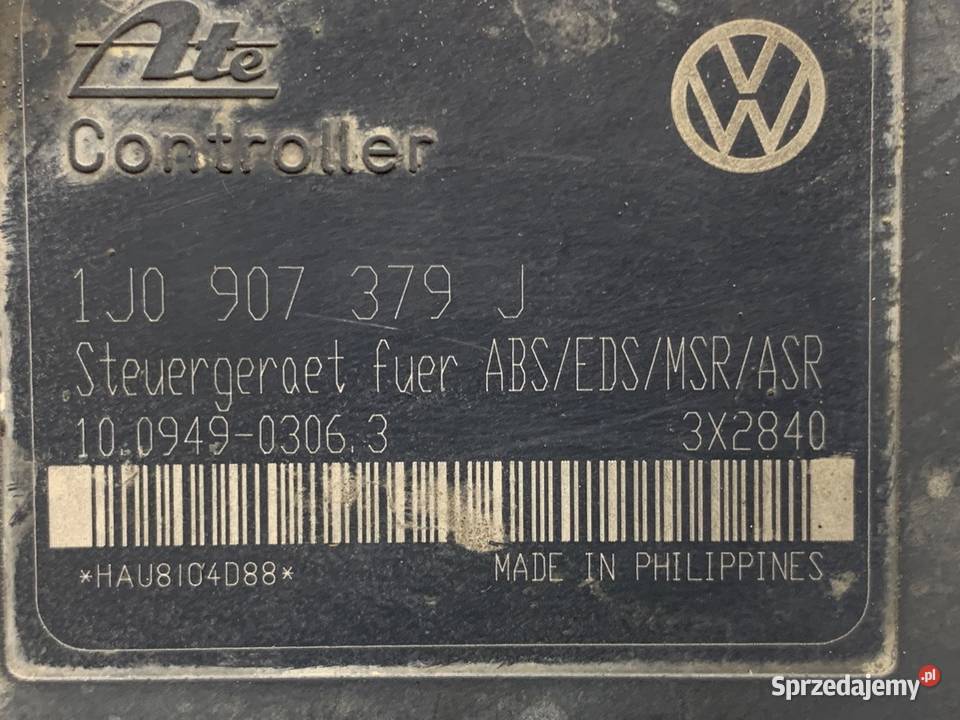 Ate
Controller
1J0 907 379 J
Steuergeraet fuer ABS/EDS/MSR/ASR
10.0949-0306.3 3X2840
*HAU8I04D88* MADE IN PHILIPPINES
Sprzedajemy.pl